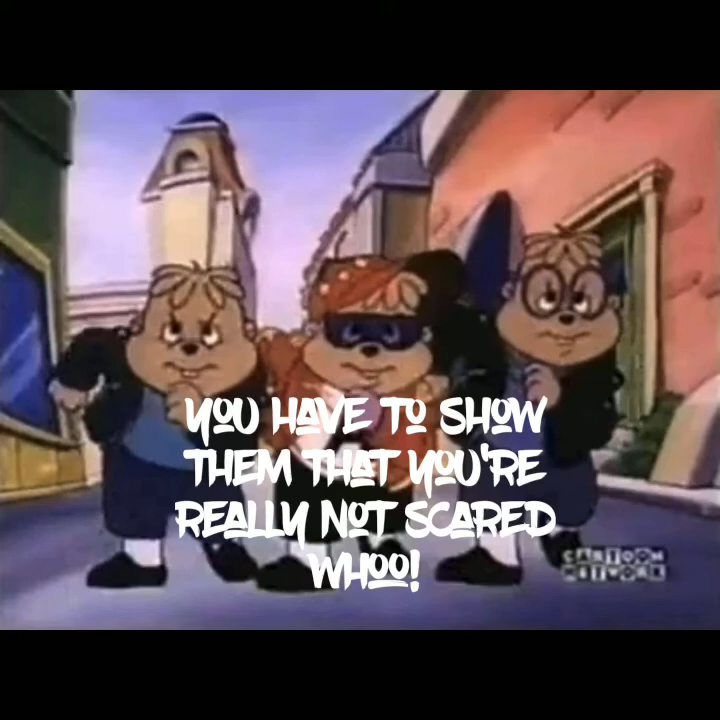 YOU HAVE TO SHOW
THEM THAT YOU'RE
REALLY NOT SCARED
WHOO!
CARTOON
NETWORK